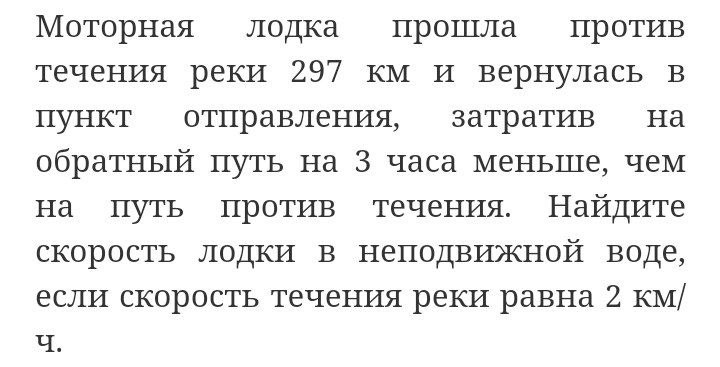 Моторная лодка прошла против
течения реки 297 км и вернулась в
пункт отправления, затратив на
обратный путь на 3 часа меньше, чем
на путь против течения. Найдите
скорость лодки в неподвижной воде,
если скорость течения реки равна 2 км/
ч.